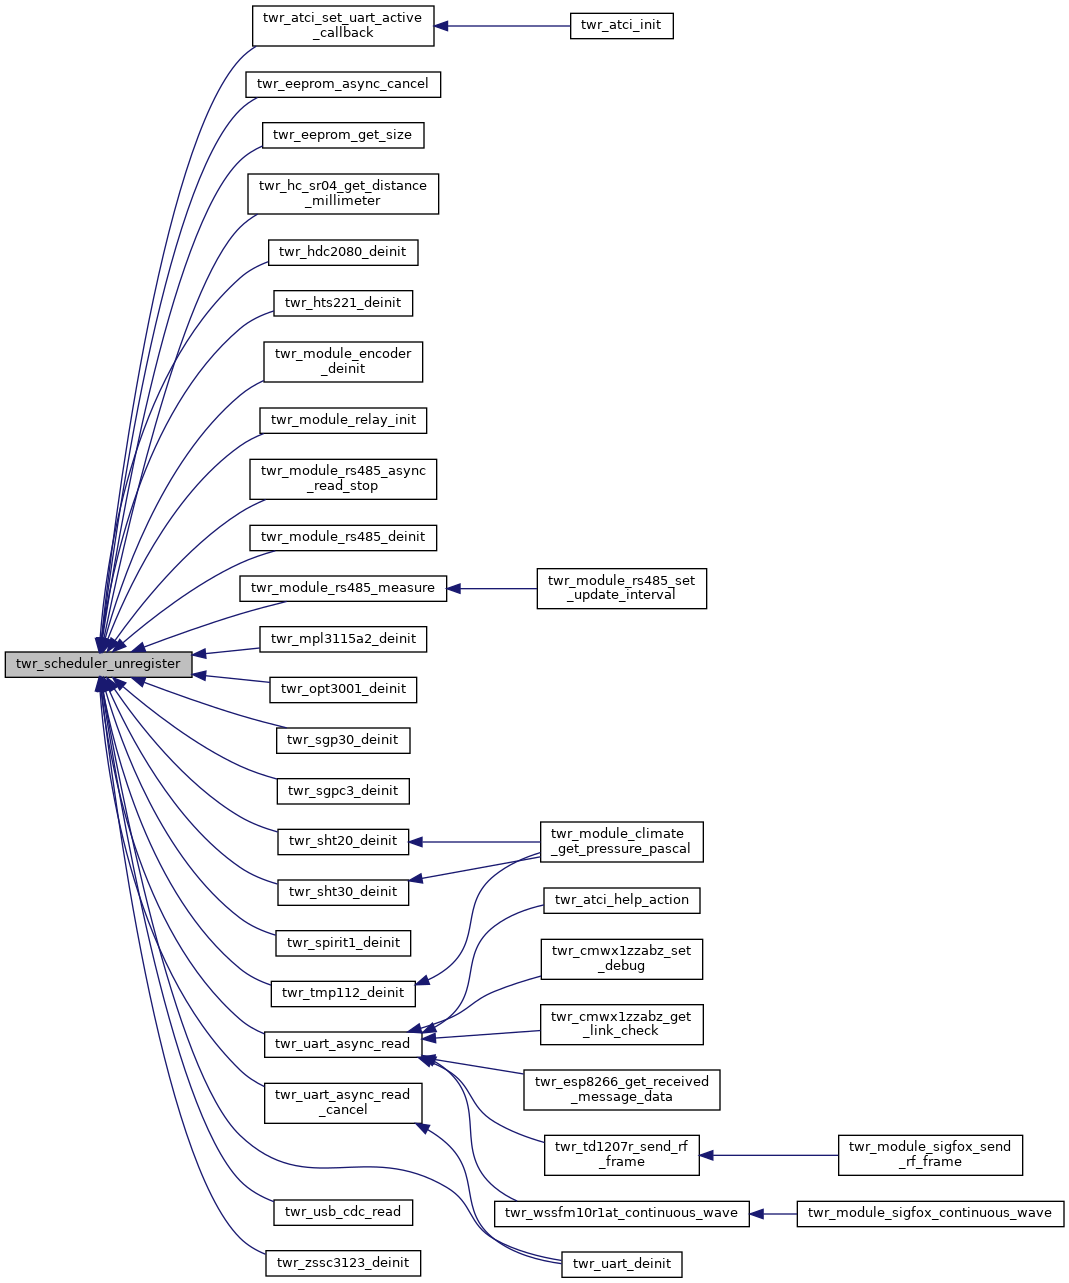 twr_atci_set_uart_active
_callback
twr_atci_init
twr_eeprom_async_cancel
twr_eeprom_get_size
twr_hc_sr04_get_distance
_millimeter
twr_hdc2080_deinit
twr_hts221_deinit
twr_module_encoder
_deinit
twr_module_relay_init
twr_module_rs485_async
_read_stop
twr_module_rs485_deinit
twr_module_rs485_measure
twr_module_rs485_set
_update_interval
twr_mpl3115a2_deinit
twr_scheduler_unregister
twr_opt3001_deinit
twr_sgp30_deinit
twr_sgpc3_deinit
twr_sht20_deinit
twr_module_climate
_get_pressure_pascal
twr_sht30_deinit
twr_atci_help_action
twr_spirit1_deinit
twr_cmwx1zzabz_set
_debug
twr_tmp112_deinit
twr_cmwx1zzabz_get
_link_check
twr_uart_async_read
twr_esp8266_get_received
_message_data
twr_uart_async_read
_cancel
twr_td1207r_send_rf
_frame
twr_module_sigfox_send
_rf_frame
twr_usb_cdc_read
twr_wssfm10r1at_continuous_wave
twr_module_sigfox_continuous_wave
twr_zssc3123_deinit
twr_uart_deinit